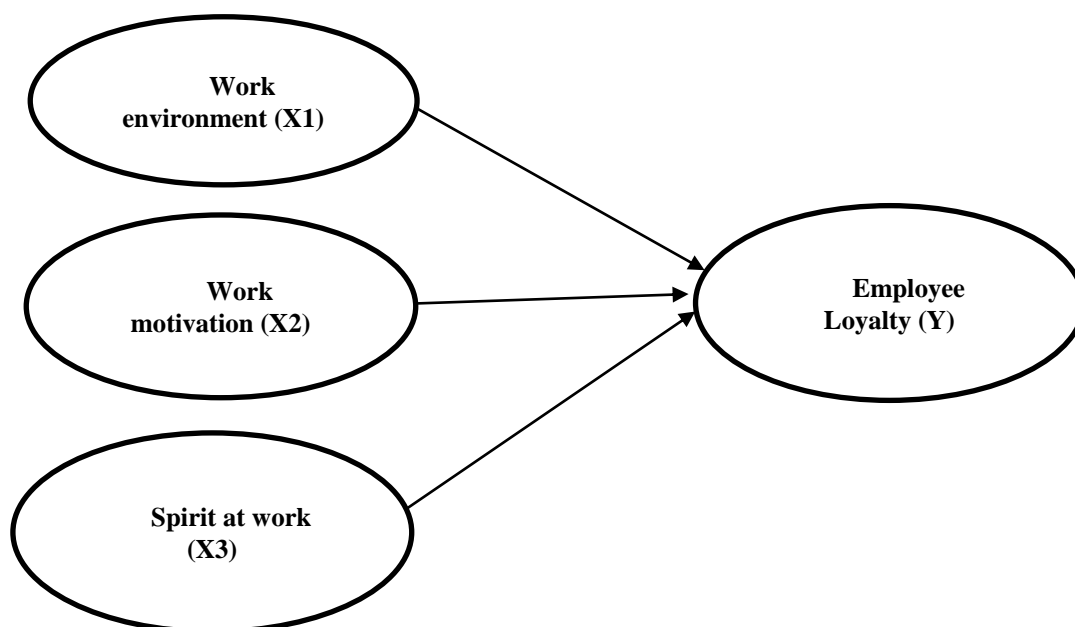 Work
environment (X1)
Work
motivation (X2)
Employee
Loyalty (Y)
Spirit at work
(X3)